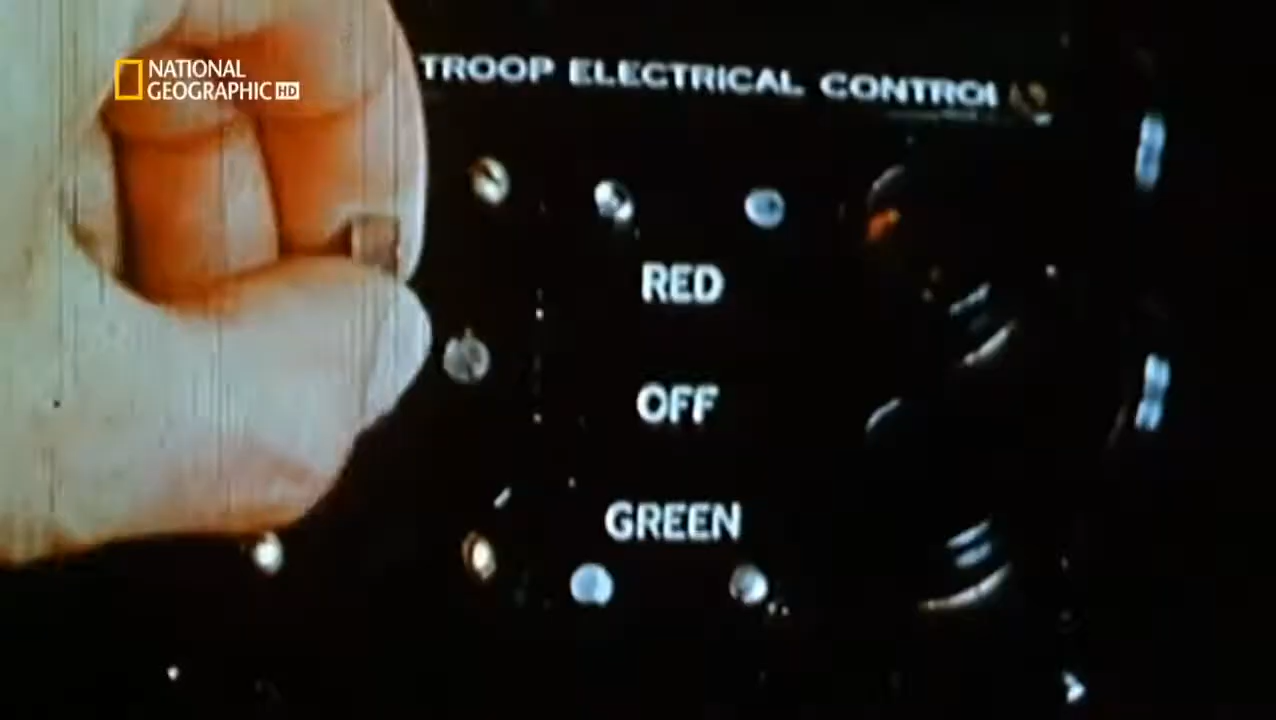 NATIONAL
GEOGRAPHIC HD
TROOP ELECTRICAL CONTROL
RED
OFF
GREEN